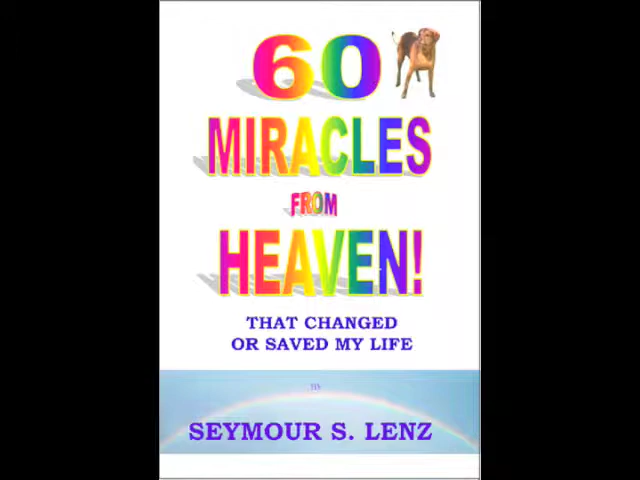 60
MIRACLES
FROM
HEAVEN!
THAT CHANGED
OR SAVED MY LIFE
SEYMOUR S. LENZ